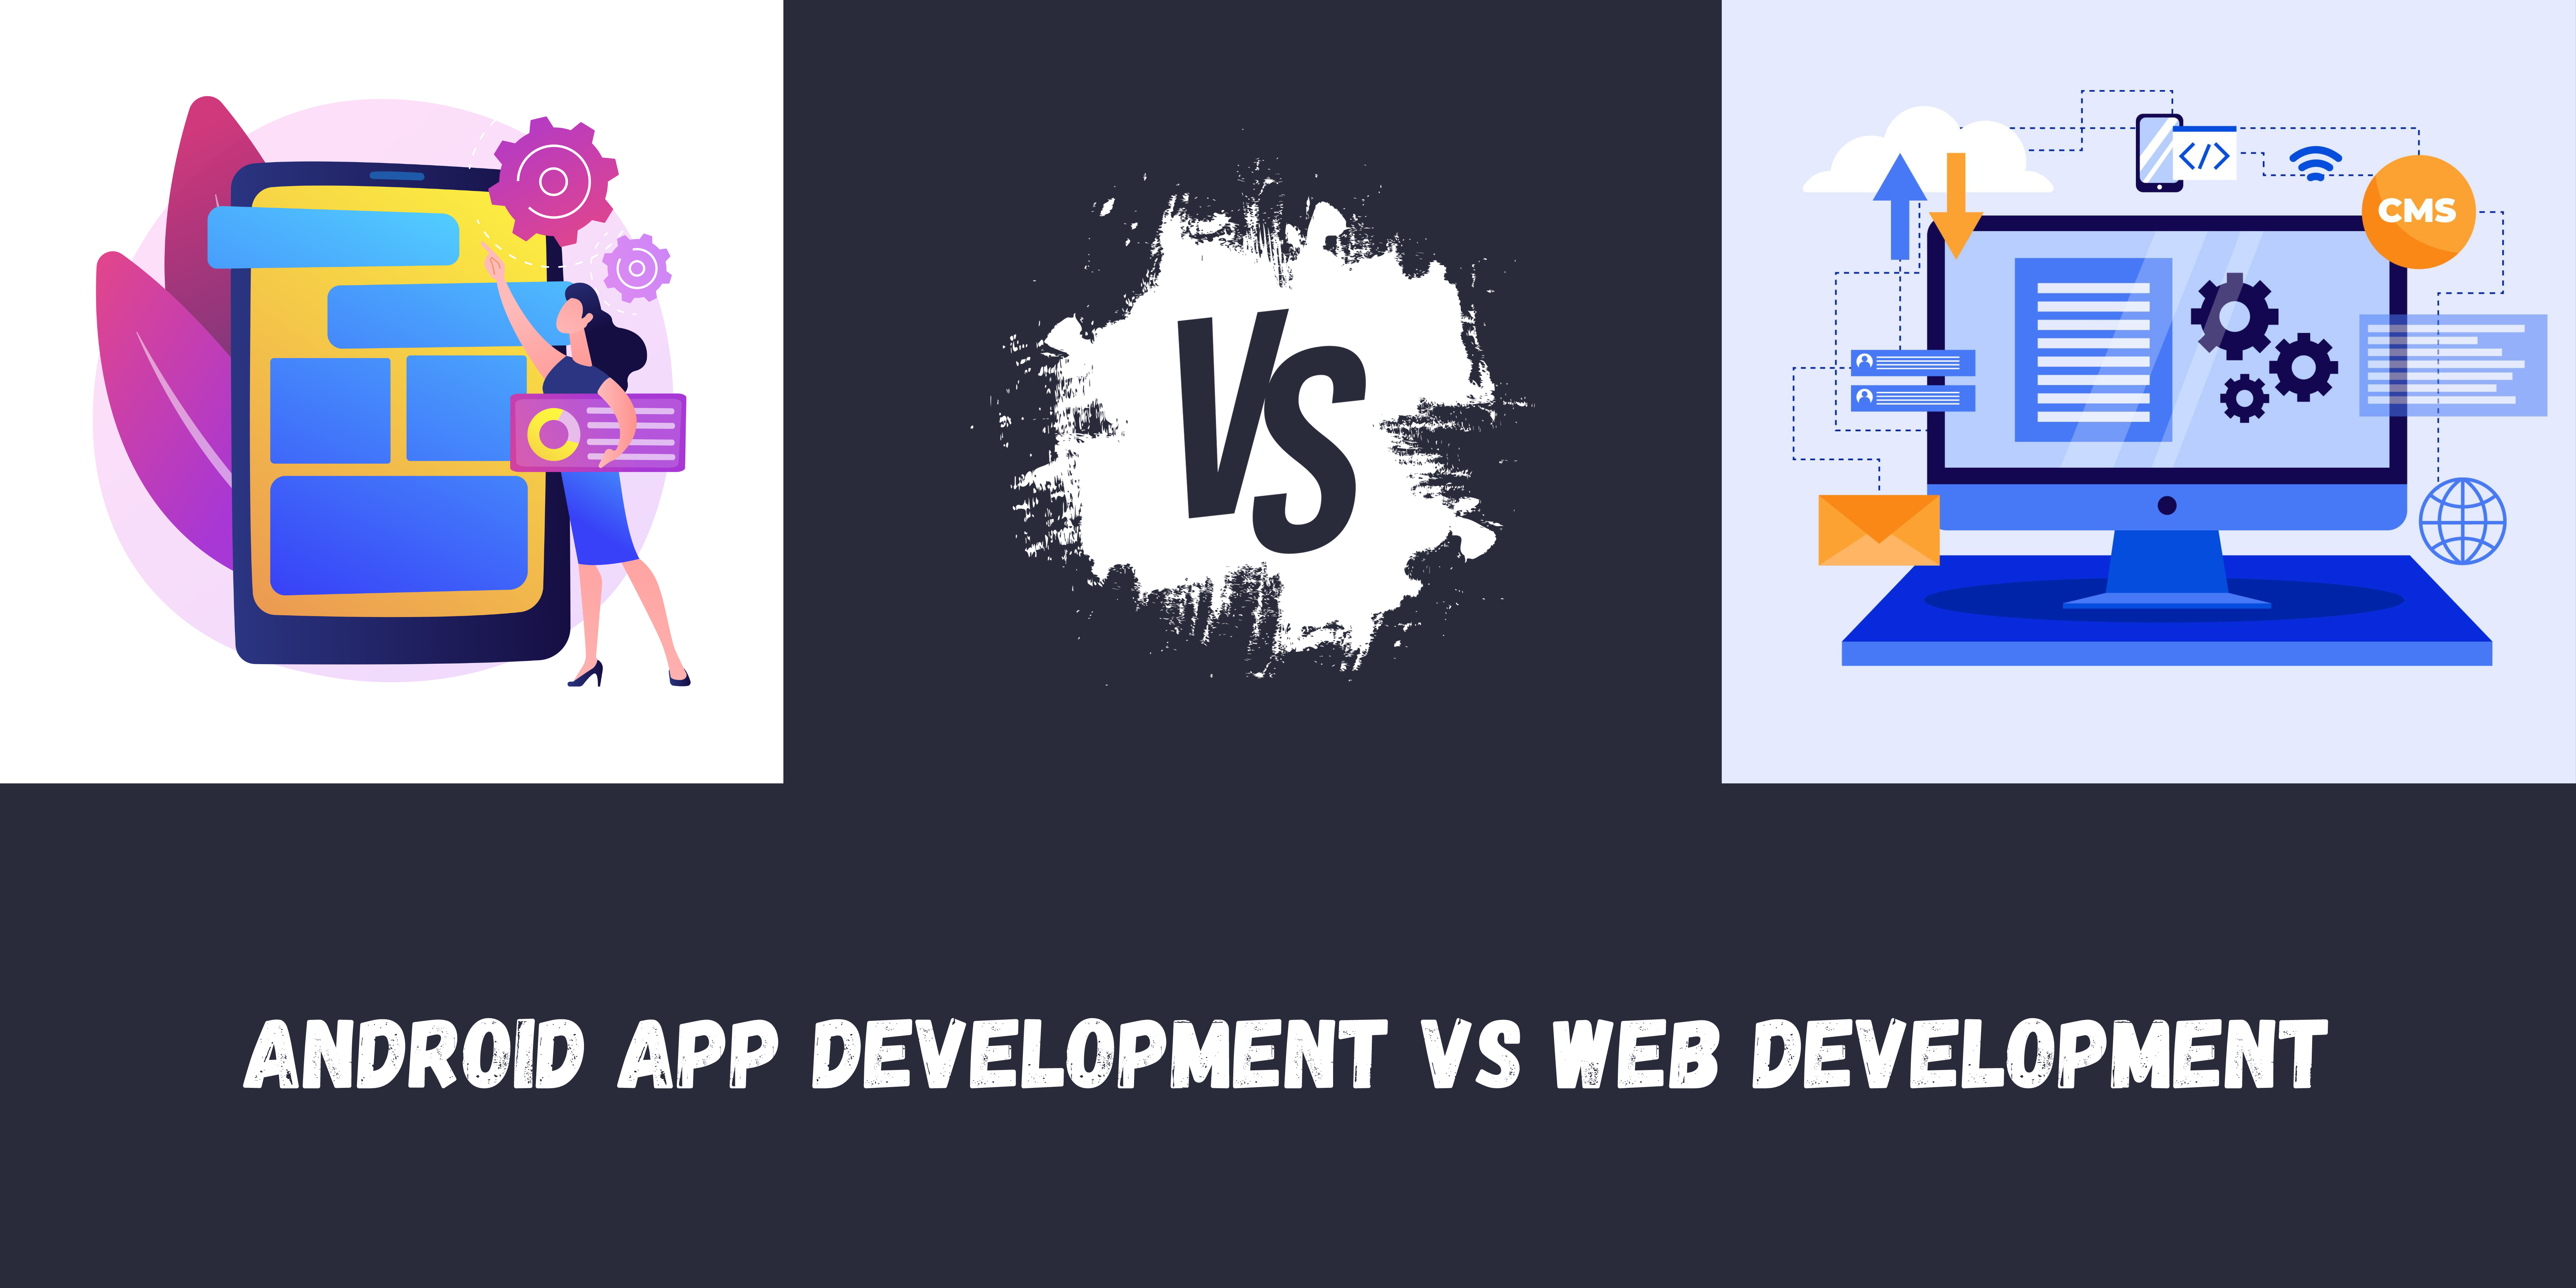 VS
</>
CMS
ANDROID APP DEVELOPMENT VS WEB DEVELOPMENT